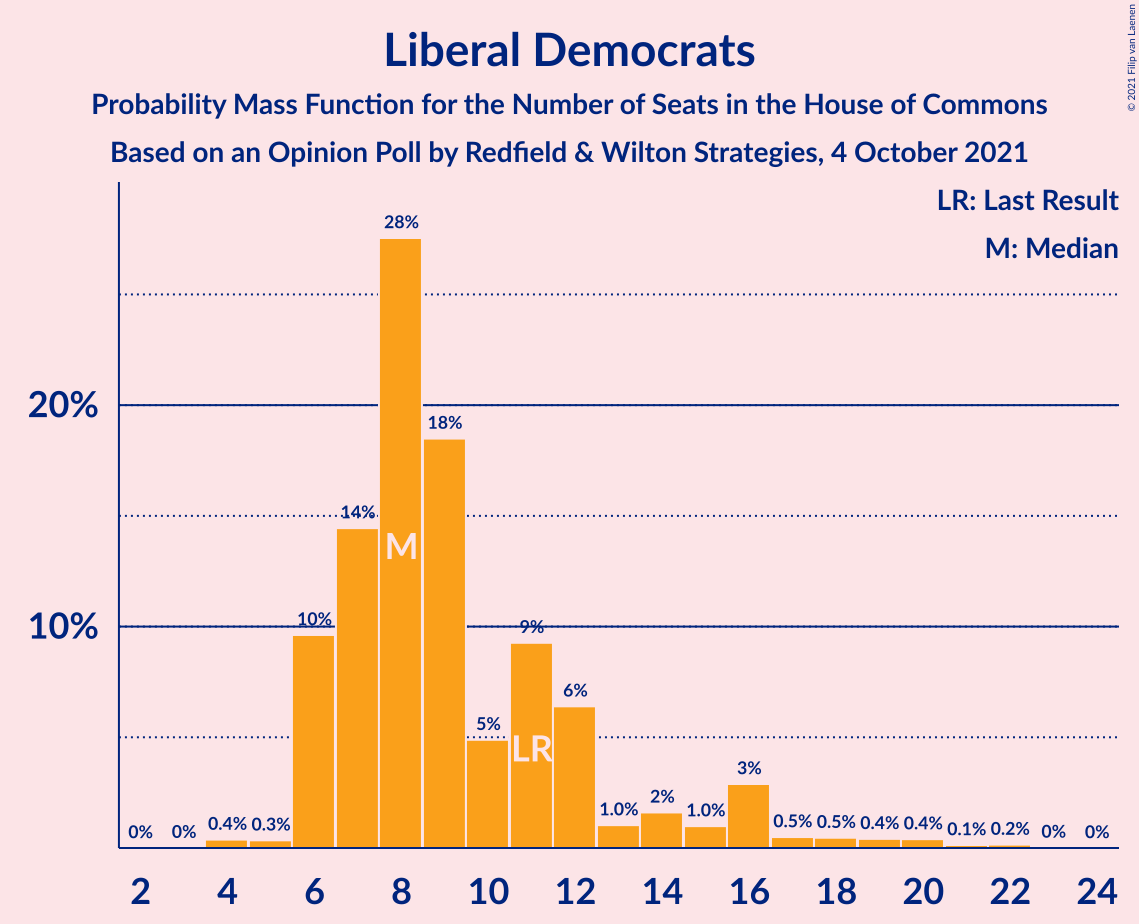 Liberal Democrats
Probability Mass Function for the Number of Seats in the House of Commons
Based on an Opinion Poll by Redfield & Wilton Strategies, 4 October 2021
© 2021 Filip van Laenen
LR: Last Result
M: Median
20%
10%
0%
0%
0.4%
0.3%
10%
14%
28%
18%
5%
9%
6%
1.0%
2%
1.0%
3%
0.5%
0.5%
0.4%
0.4%
0.1%
0.2%
0%
0%
M
LR
2 4 6 8 10 12 14 16 18 20 22 24